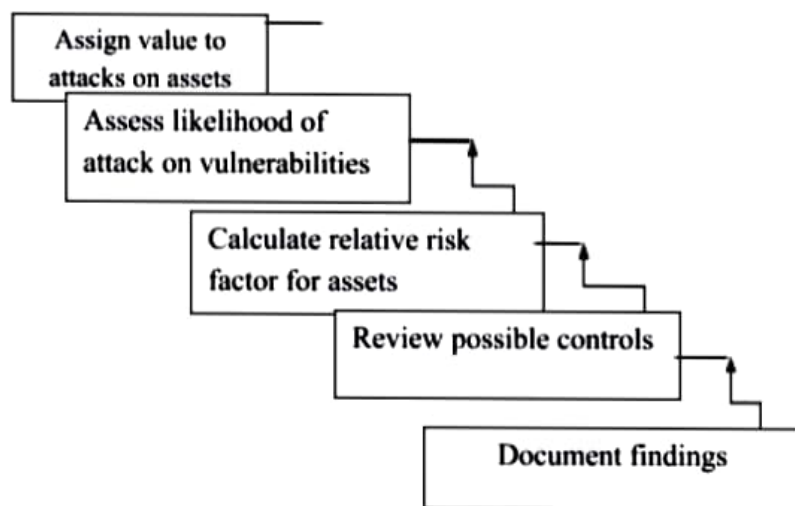 Assign value to
attacks on assets
Assess likelihood of
attack on vulnerabilities
Calculate relative risk
factor for assets
Review possible controls
Document findings